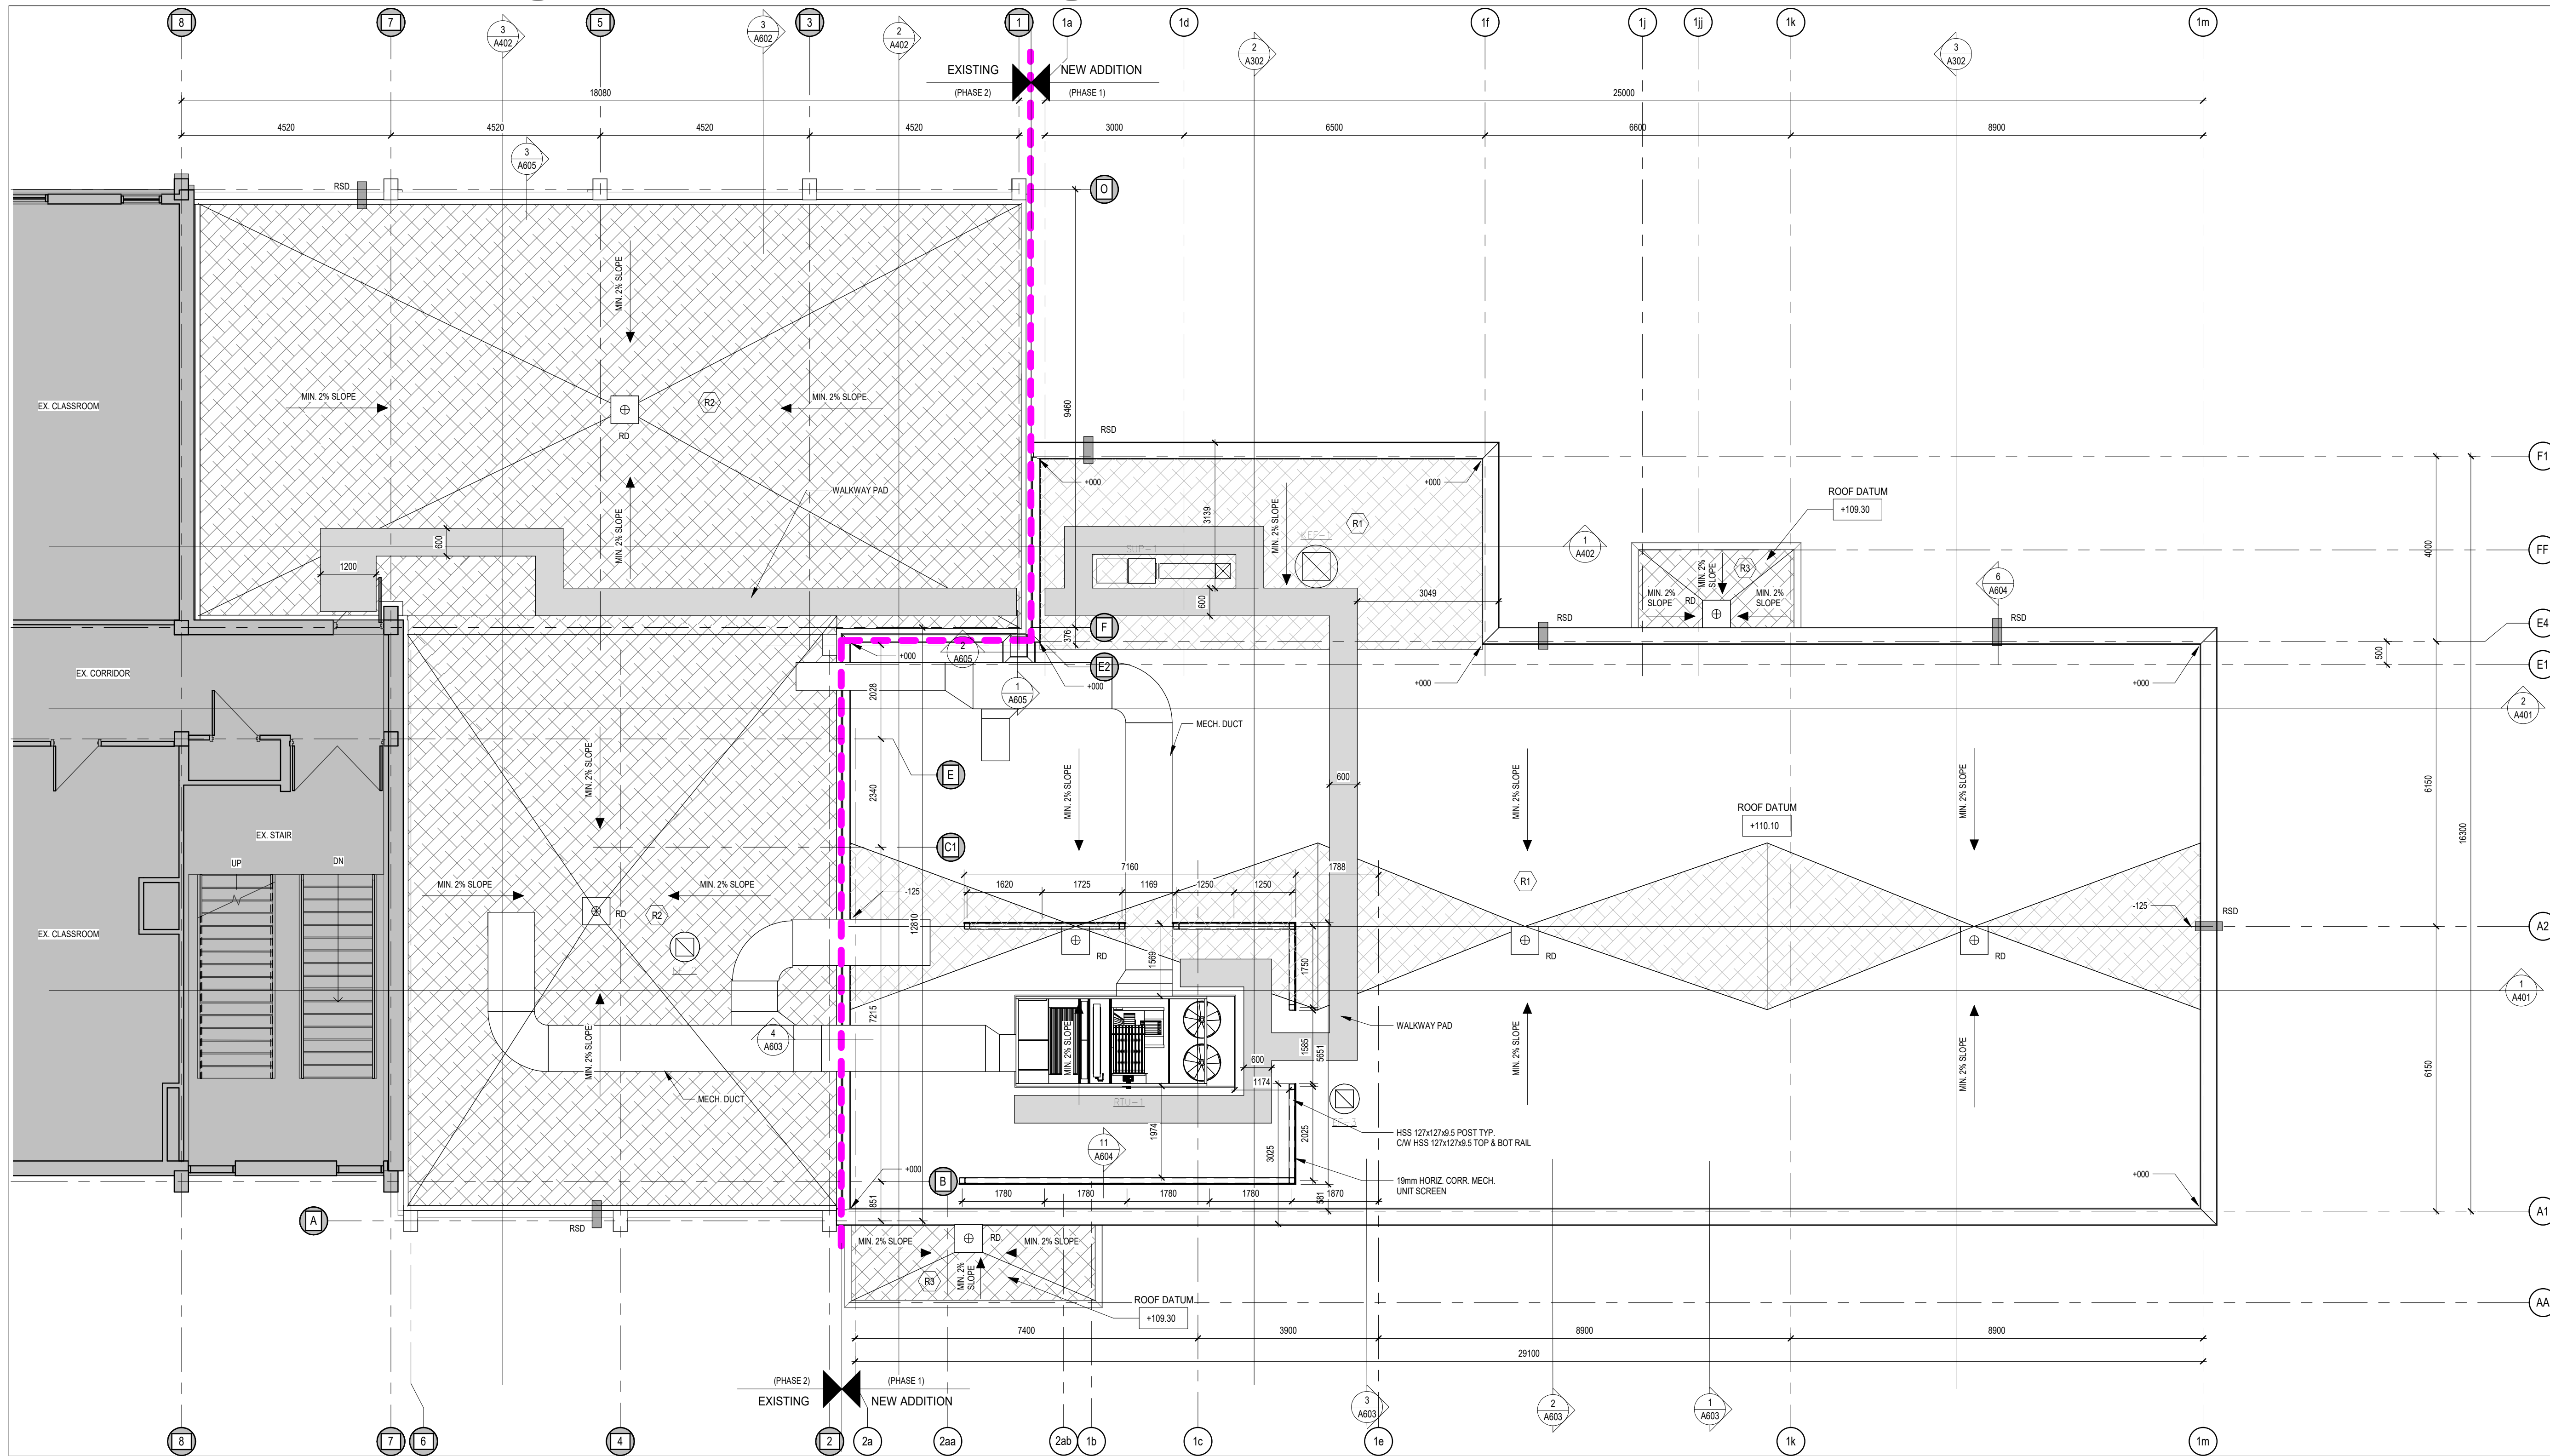 8
7
5
3
1
1a
1d
1f
1j
1jj
1k
1m
3
A402
3
A602
2
A402
2
A302
3
A302
EXISTING
NEW ADDITION
(PHASE 2)
(PHASE 1)
18080
25000
4520
4520
4520
4520
3000
6500
6600
8900
3
A605
RSD
O
9460
MIN. 2% SLOPE
EX. CLASSROOM
MIN. 2% SLOPE
R2
MIN. 2% SLOPE
RD
RSD
F1
+000
+000
WALKWAY PAD
MIN. 2% SLOPE
3139
MIN. 2% SLOPE
R1
ROOF DATUM
+109.30
4000
600
SUP-1
1
A402
FF
1200
MIN. 2%
SLOPE
R3
6
A604
MIN. 2%
SLOPE
RD
MIN. 2%
SLOPE
600
3049
RSD
RSD
E4
F
376
2
A605
+000
E2
500
E1
EX. CORRIDOR
+000
+000
+000
1
A605
2028
2
A401
MECH. DUCT
MIN. 2% SLOPE
E
600
2340
MIN. 2% SLOPE
MIN. 2% SLOPE
MIN. 2% SLOPE
6150
16300
ROOF DATUM
+110.10
EX. STAIR
C1
UP
DN
7160
1788
MIN. 2% SLOPE
MIN. 2% SLOPE
-125
1620
1725
1169
1250
1250
R1
-125
RSD
RD
R2
12810
A2
EX. CLASSROOM
RD
RD
RD
1569
1750
1
A401
7215
4
A603
MIN. 2% SLOPE
MIN. 2% SLOPE
WALKWAY PAD
1585
5651
MIN. 2% SLOPE
MIN. 2% SLOPE
600
1174
6150
MECH. DUCT
RTU-1
1974
11
A604
3025
2025
HSS 127x127x9.5 POST TYP.
C/W HSS 127x127x9.5 TOP & BOT RAIL
+000
B
19mm HORIZ. CORR. MECH.
UNIT SCREEN
+000
1780
1780
1780
1780
1870
581
851
A
RSD
A1
MIN. 2% SLOPE
RD
MIN. 2% SLOPE
R3
MIN. 2%
SLOPE
ROOF DATUM
+109.30
AA
7400
3900
8900
8900
29100
(PHASE 2)
(PHASE 1)
EXISTING
NEW ADDITION
3
A603
2
A603
1
A603
8
7
6
4
2
2a
2aa
2ab
1b
1c
1e
1k
1m